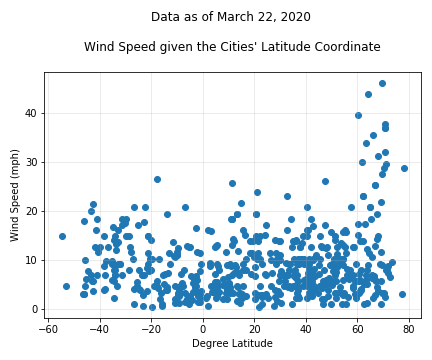 Data as of March 22, 2020
Wind Speed given the Cities' Latitude Coordinate
Wind Speed (mph)
40
30
20
10
0
−60 −40 −20 0 20 40 60 80
Degree Latitude